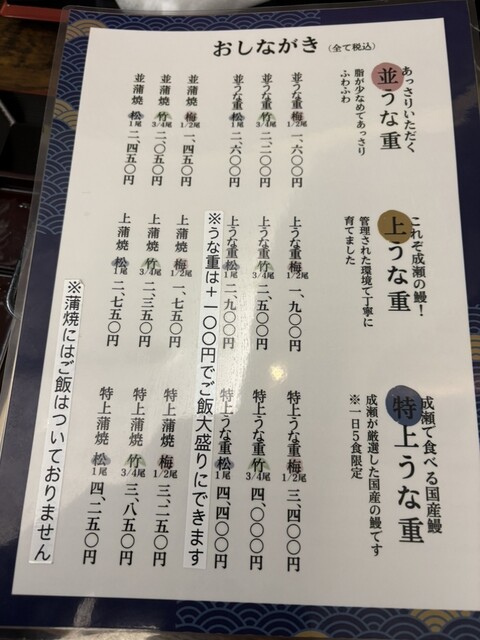 おしながき (全て税込)
あっさりいただく
並うな重
脂が少なめであっさり
ふわふわ
並うな重 梅 1/2尾 一、六〇〇円
並うな重 竹 3/4尾 二、二〇〇円
並うな重 松 1尾 二、六〇〇円
並蒲焼 梅 1/2尾 一、四五〇円
並蒲焼 竹 3/4尾 二、〇五〇円
並蒲焼 松 1尾 二、四五〇円
これぞ成瀬の鰻!
上うな重
管理された環境で丁寧に
育てました
上うな重 梅 1/2尾 一、九〇〇円
上うな重 竹 3/4尾 二、五〇〇円
上うな重 松 1尾 二、九〇〇円
上蒲焼 梅 1/2尾 一、七五〇円
上蒲焼 竹 3/4尾 二、三五〇円
上蒲焼 松 1尾 二、七五〇円
成瀬で食べる国産鰻
特上うな重
成瀬が厳選した国産の鰻です
※一日5食限定
特上うな重 梅 1/2尾 三、四〇〇円
特上うな重 竹 3/4尾 四、〇〇〇円
特上うな重 松 1尾 四、四〇〇円
特上蒲焼 梅 1/2尾 三、二五〇円
特上蒲焼 竹 3/4尾 三、八五〇円
特上蒲焼 松 1尾 四、二五〇円
※うな重は+一〇〇円でご飯大盛りにできます
※蒲焼にはご飯はついておりません